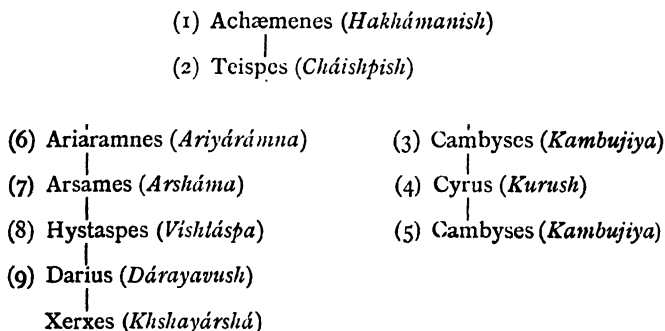 (1) Achæmenes (Hakhámanish)
(2) Teispes (Cháishpish)
(6) Ariaramnes (Ariyárámna)
(3) Cambyses (Kambujiya)
(7) Arsames (Arsháma)
(4) Cyrus (Kurush)
(8) Hystaspes (Vishtáspa)
(5) Cambyses (Kambujiya)
(9) Darius (Dárayavush)
Xerxes (Khshayárshá)